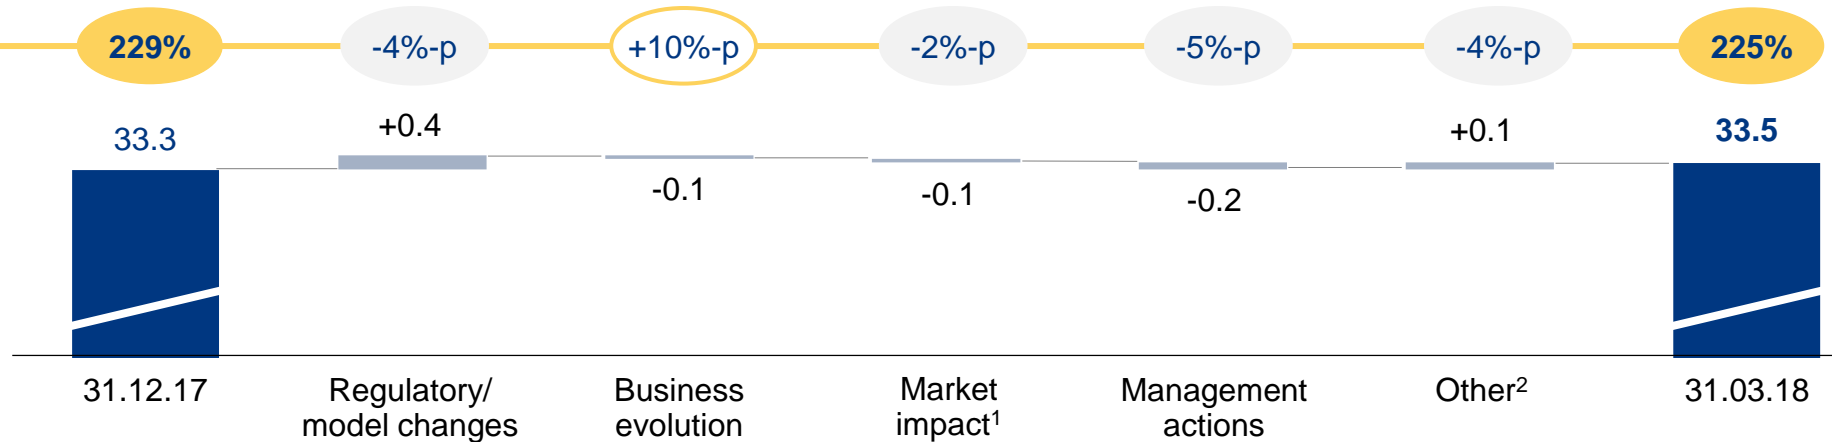 229% -4%-p +10%-p -2%-p -5%-p -4%-p 225%
33.3 +0.4 -0.1 -0.1 -0.2 +0.1 33.5
31.12.17 Regulatory/ Business Market Management Other² 31.03.18
model changes evolution impact¹ actions